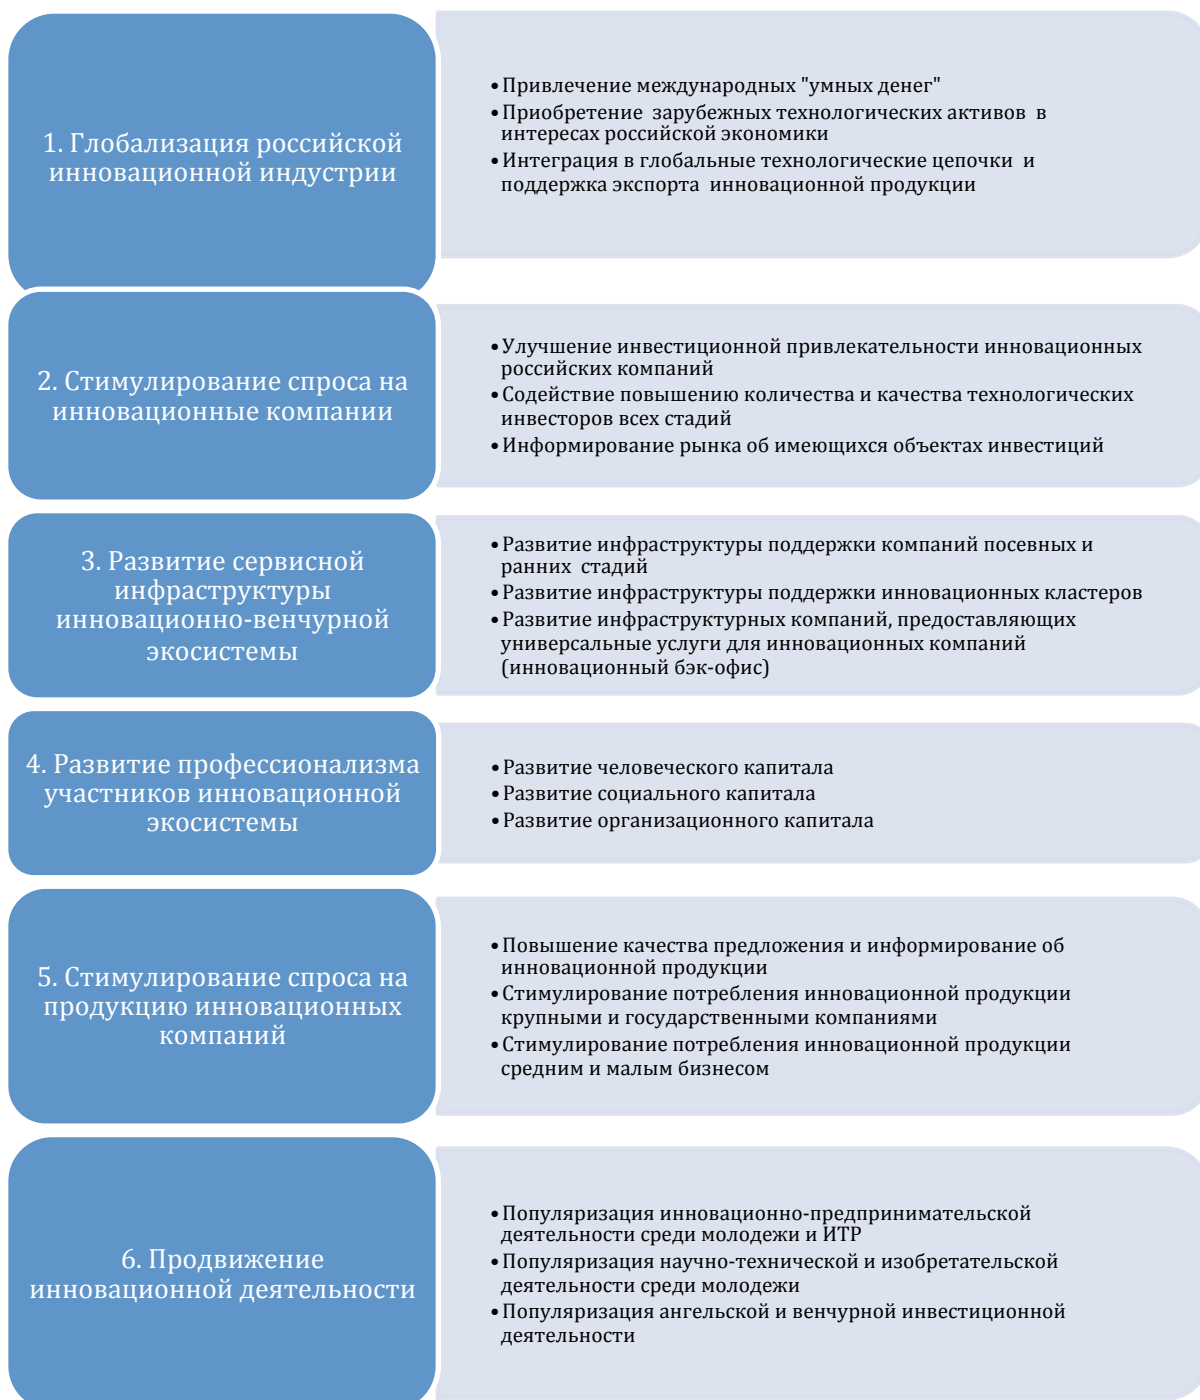 1. Глобализация российской
инновационной индустрии
•Привлечение международных "умных денег"
•Приобретение зарубежных технологических активов в
интересах российской экономики
•Интеграция в глобальные технологические цепочки и
поддержка экспорта инновационной продукции
2. Стимулирование спроса на
инновационные компании
•Улучшение инвестиционной привлекательности инновационных
российских компаний
•Содействие повышению количества и качества технологических
инвесторов всех стадий
•Информирование рынка об имеющихся объектах инвестиций
3. Развитие сервисной
инфраструктуры
инновационно-венчурной
экосистемы
•Развитие инфраструктуры поддержки компаний посевных и
ранних стадий
•Развитие инфраструктуры поддержки инновационных кластеров
•Развитие инфраструктурных компаний, предоставляющих
универсальные услуги для инновационных компаний
(инновационный бэк-офис)
4. Развитие профессионализма
участников инновационной
экосистемы
•Развитие человеческого капитала
•Развитие социального капитала
•Развитие организационного капитала
5. Стимулирование спроса на
продукцию инновационных
компаний
•Повышение качества предложения и информирование об
инновационной продукции
•Стимулирование потребления инновационной продукции
крупными и государственными компаниями
•Стимулирование потребления инновационной продукции
средним и малым бизнесом
6. Продвижение
инновационной деятельности
•Популяризация инновационно-предпринимательской
деятельности среди молодежи и ИТР
•Популяризация научно-технической и изобретательской
деятельности среди молодежи
•Популяризация ангельской и венчурной инвестиционной
деятельности